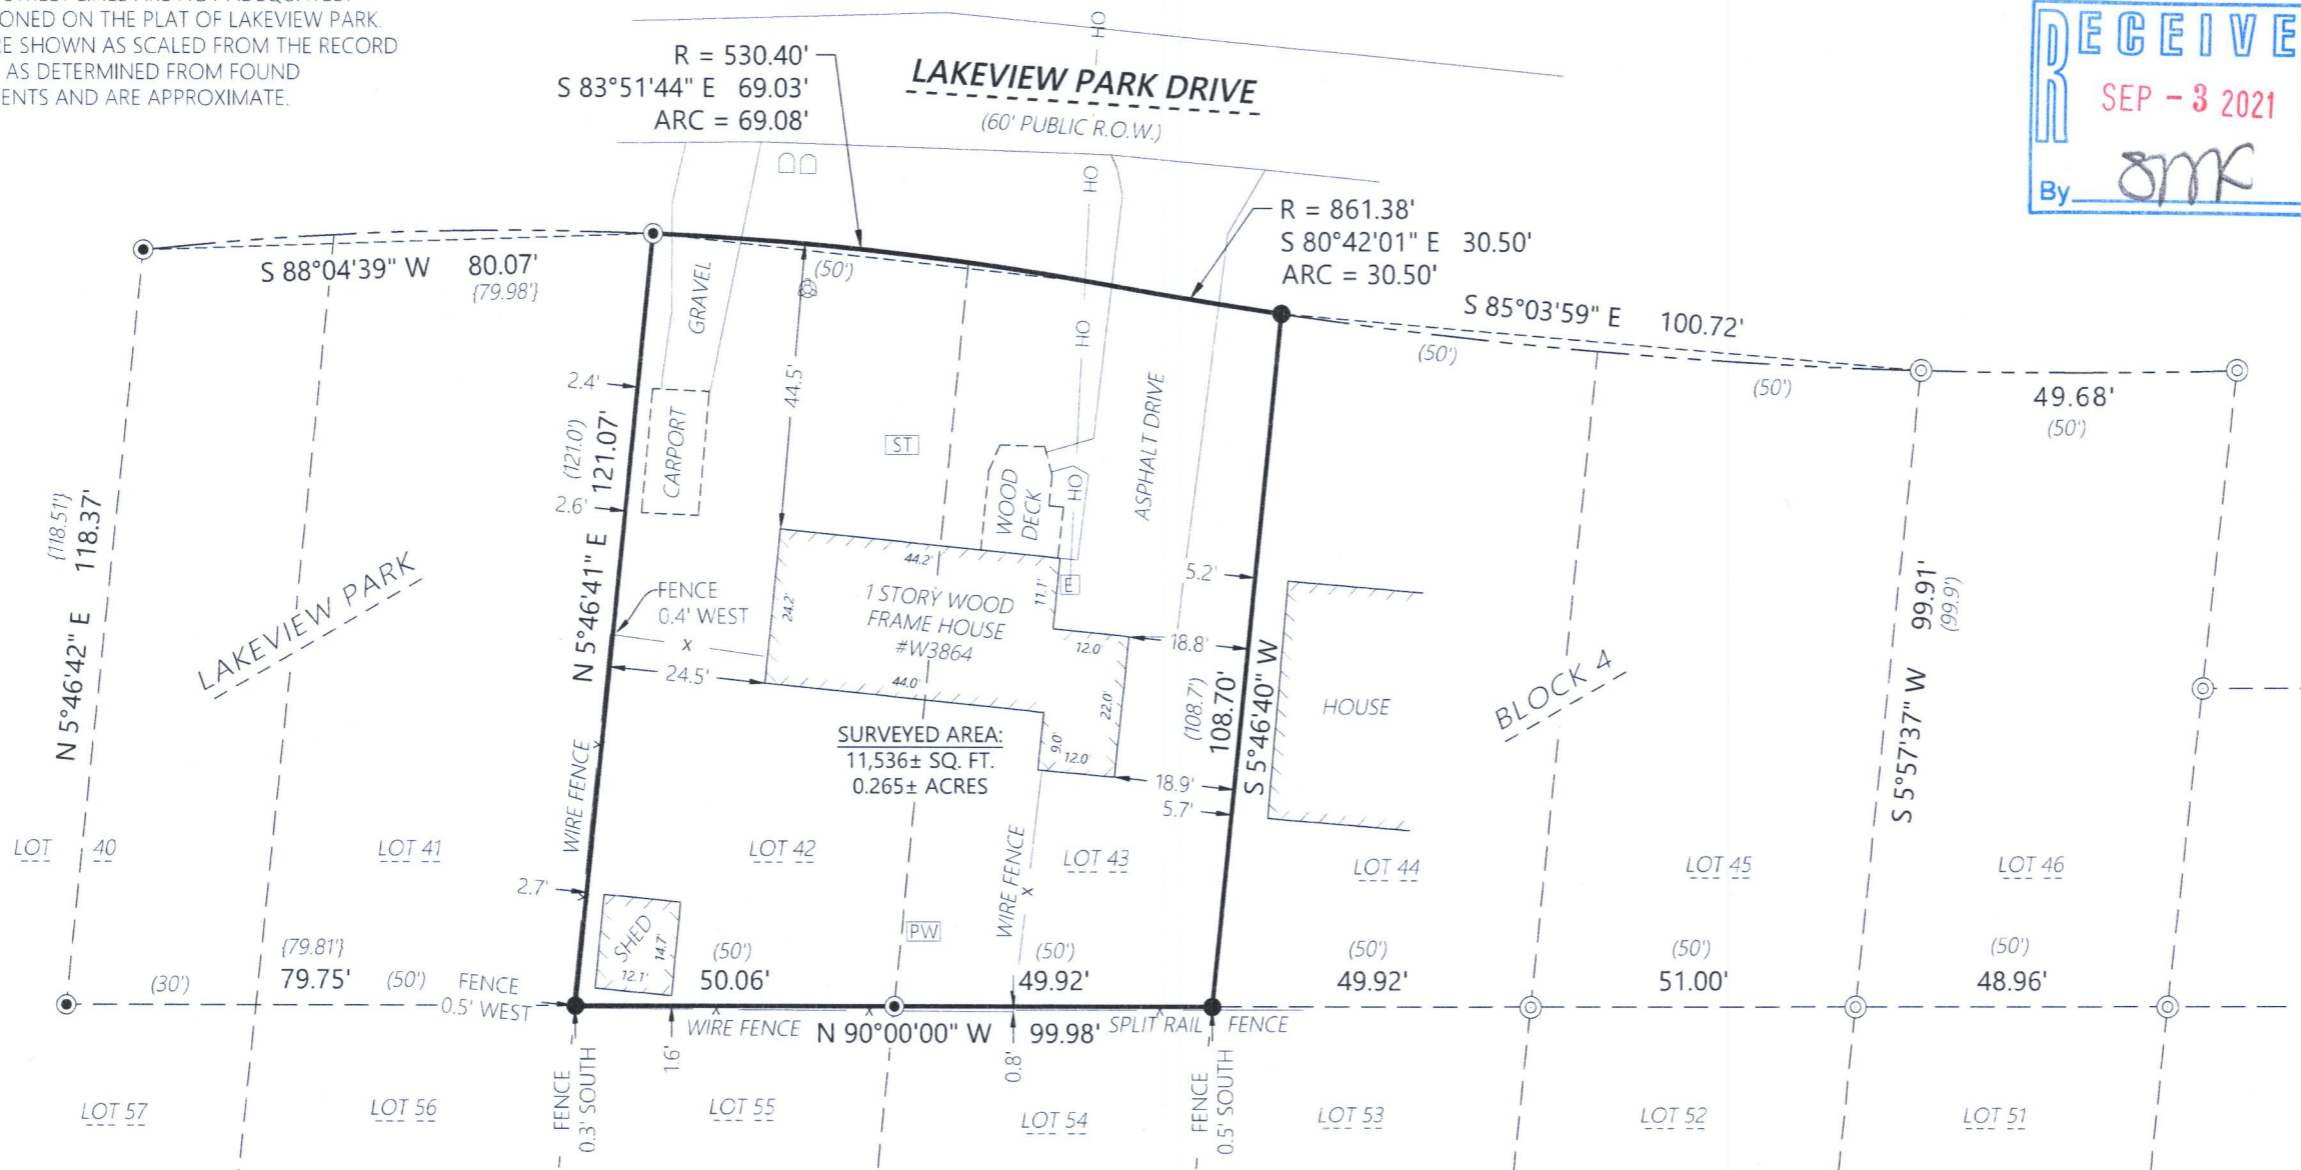 ONED ON THE PLAT OF LAKEVIEW PARK.
RE SHOWN AS SCALED FROM THE RECORD
AS DETERMINED FROM FOUND
ENTS AND ARE APPROXIMATE.
R = 530.40'
S 83°51'44" E 69.03'
ARC = 69.08'
LAKEVIEW PARK DRIVE
(60' PUBLIC R.O.W.)
OH
RECEIVE
SEP - 3 2021
By SMK
R = 861.38'
S 80°42'01" E 30.50'
ARC = 30.50'
OH
S 88°04'39" W 80.07'
{79.98'}
(50')
GRAVEL
OH
S 85°03'59" E 100.72'
(50')
(50')
49.68'
(50')
2.4'
(121.0')
121.07'
N 5°46'41" E
2.6'
CARPORT
44.5'
ST
WOOD
DECK
OH
ASPHALT DRIVE
{118.51'}
118.37'
N 5°46'42" E
LAKEVIEW PARK
FENCE
0.4' WEST
X
24.5'
44.2'
24.2'
1 STORY WOOD
FRAME HOUSE
#W3864
11.1'
E
12.0'
44.0'
22.0'
9.0'
12.0'
5.2'
18.8'
(108.7')
108.70'
S 5°46'40" W
18.9'
5.7'
HOUSE
BLOCK 4
99.91'
(99.9')
S 5°57'37" W
SURVEYED AREA:
11,536± SQ. FT.
0.265± ACRES
WIRE FENCE
X
WIRE FENCE
X
LOT 40
LOT 41
LOT 42
LOT 43
LOT 44
LOT 45
LOT 46
2.7'
X
SHED
14.7'
12.1'
PW
(30')
{79.81'}
79.75'
(50')
FENCE
0.5' WEST
(50')
50.06'
(50')
49.92'
(50')
49.92'
(50')
51.00'
(50')
48.96'
X
WIRE FENCE
X
N 90°00'00" W 99.98'
X
SPLIT RAIL FENCE
FENCE
0.3' SOUTH
1.6'
0.8'
FENCE
0.5' SOUTH
LOT 57
LOT 56
LOT 55
LOT 54
LOT 53
LOT 52
LOT 51